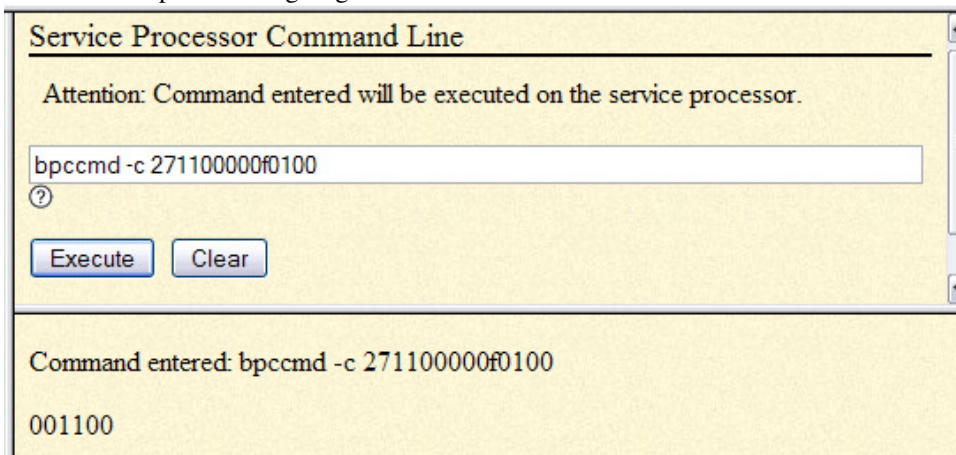 Service Processor Command Line
Attention: Command entered will be executed on the service processor.
bpccmd -c 271100000f0100
?
Execute Clear
Command entered: bpccmd -c 271100000f0100
001100